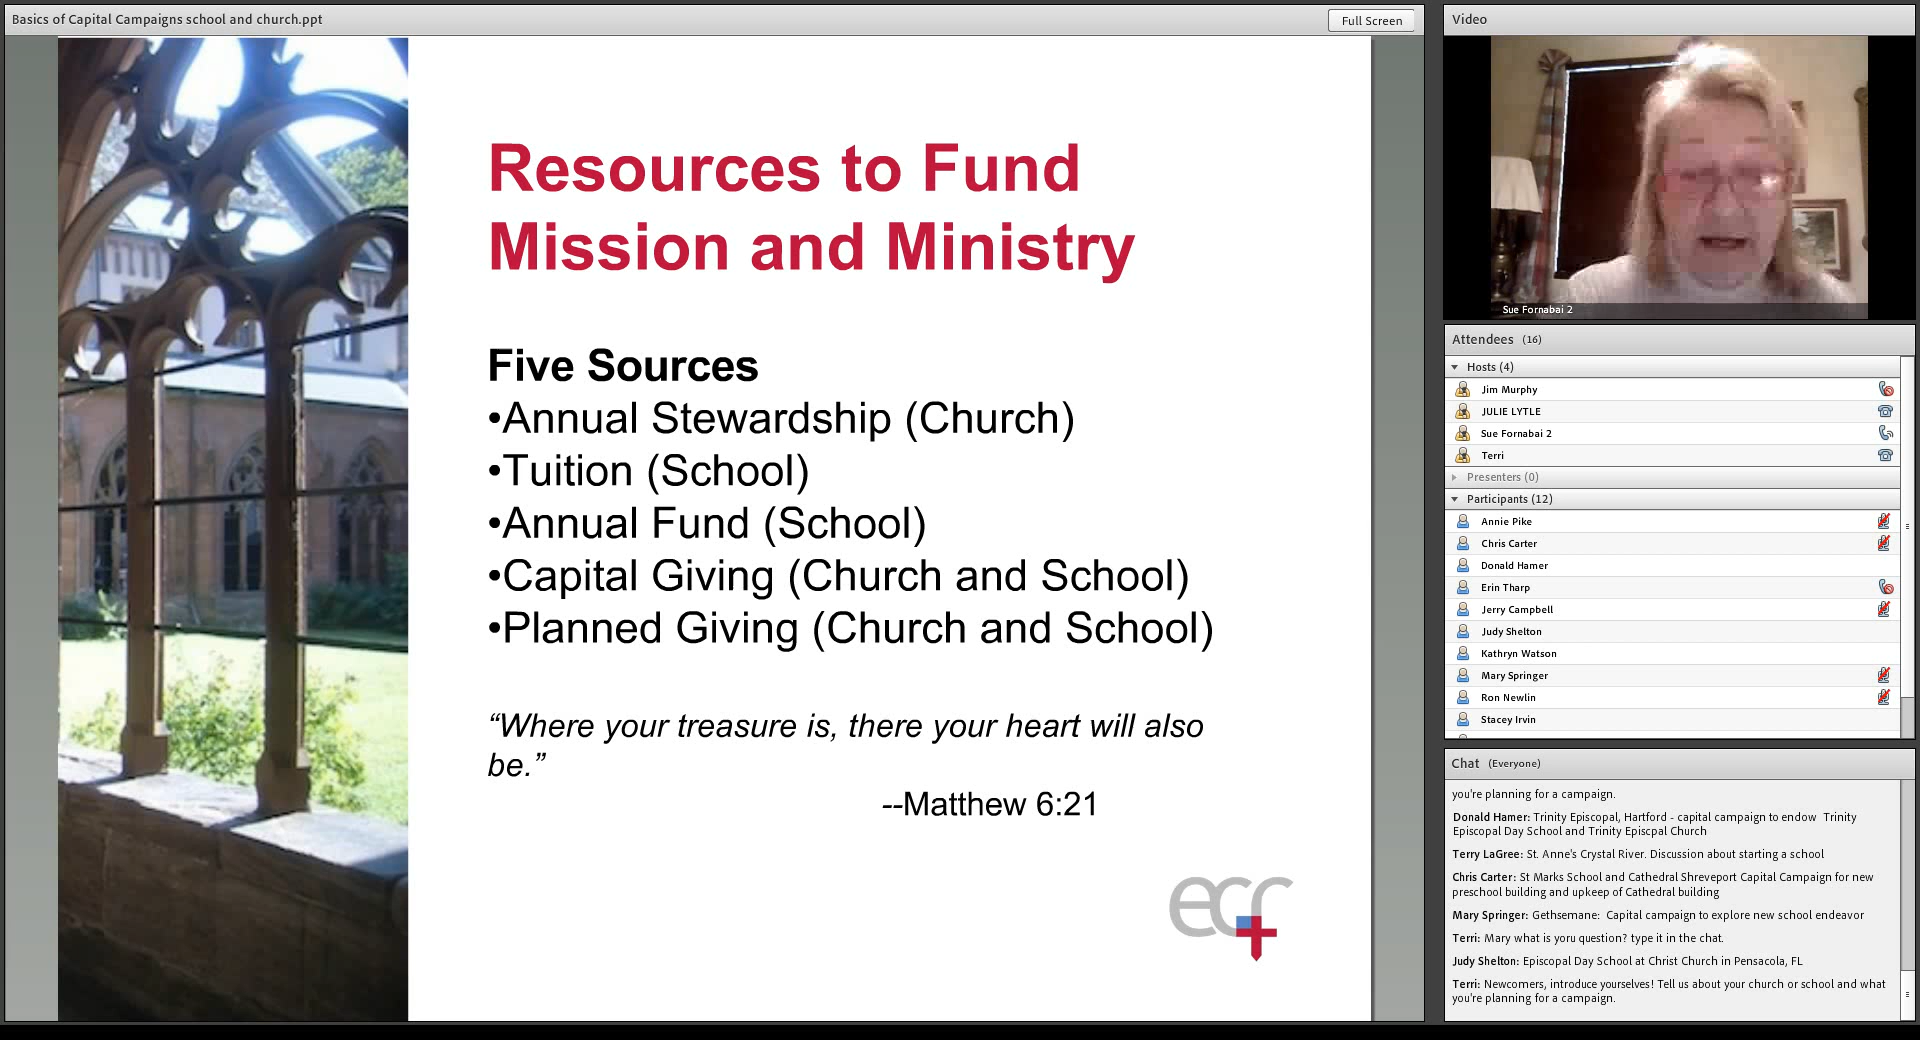 Basics of Capital Campaigns school and church.ppt
Full Screen
Resources to Fund
Mission and Ministry
Five Sources
•Annual Stewardship (Church)
•Tuition (School)
•Annual Fund (School)
•Capital Giving (Church and School)
•Planned Giving (Church and School)
“Where your treasure is, there your heart will also
be.”
--Matthew 6:21
ecf
Video
Sue Fornabai 2
Attendees (16)
Hosts (4)
Jim Murphy
JULIE LYTLE
Sue Fornabai 2
Terri
Presenters (0)
Participants (12)
Annie Pike
Chris Carter
Donald Hamer
Erin Tharp
Jerry Campbell
Judy Shelton
Kathryn Watson
Mary Springer
Ron Newlin
Stacey Irvin
Chat (Everyone)
you're planning for a campaign.
Donald Hamer: Trinity Episcopal, Hartford - capital campaign to endow Trinity
Episcopal Day School and Trinity Episcpal Church
Terry LaGree: St. Anne's Crystal River. Discussion about starting a school
Chris Carter: St Marks School and Cathedral Shreveport Capital Campaign for new
preschool building and upkeep of Cathedral building
Mary Springer: Gethsemane: Capital campaign to explore new school endeavor
Terri: Mary what is yoru question? type it in the chat.
Judy Shelton: Episcopal Day School at Christ Church in Pensacola, FL
Terri: Newcomers, introduce yourselves! Tell us about your church or school and what
you're planning for a campaign.